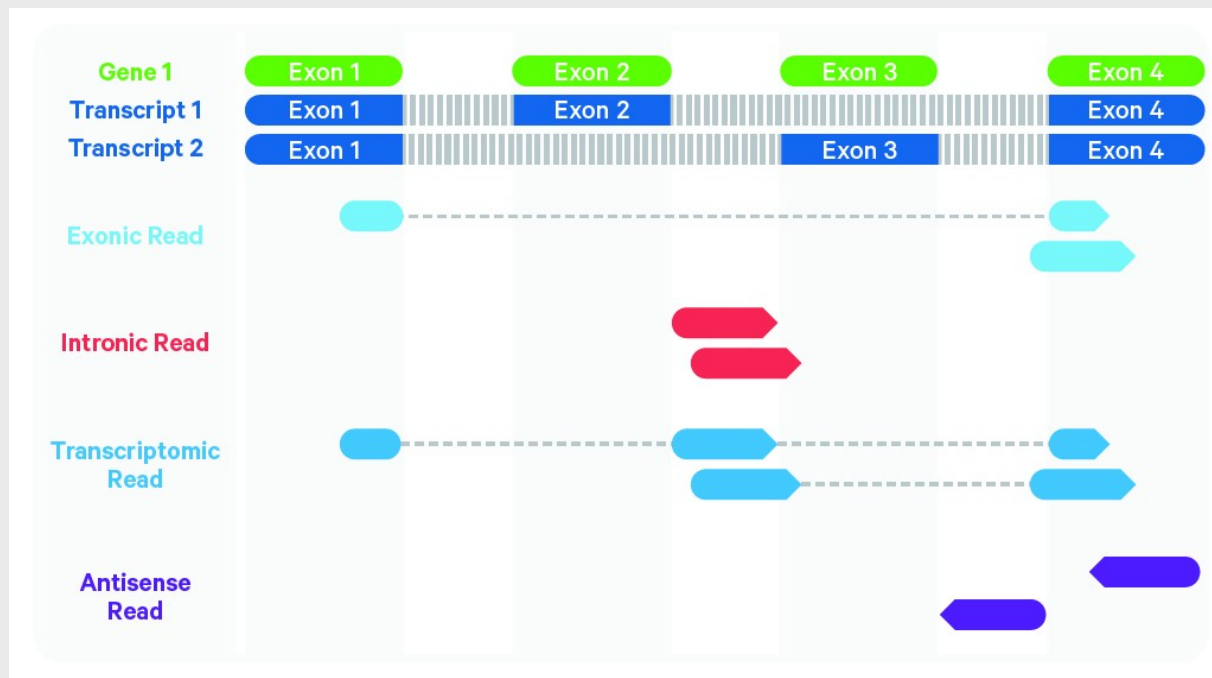 Gene 1 Exon 1 Exon 2 Exon 3 Exon 4
Transcript 1 Exon 1 Exon 2 Exon 4
Transcript 2 Exon 1 Exon 3 Exon 4
Exonic Read
Intronic Read
Transcriptomic
Read
Antisense
Read